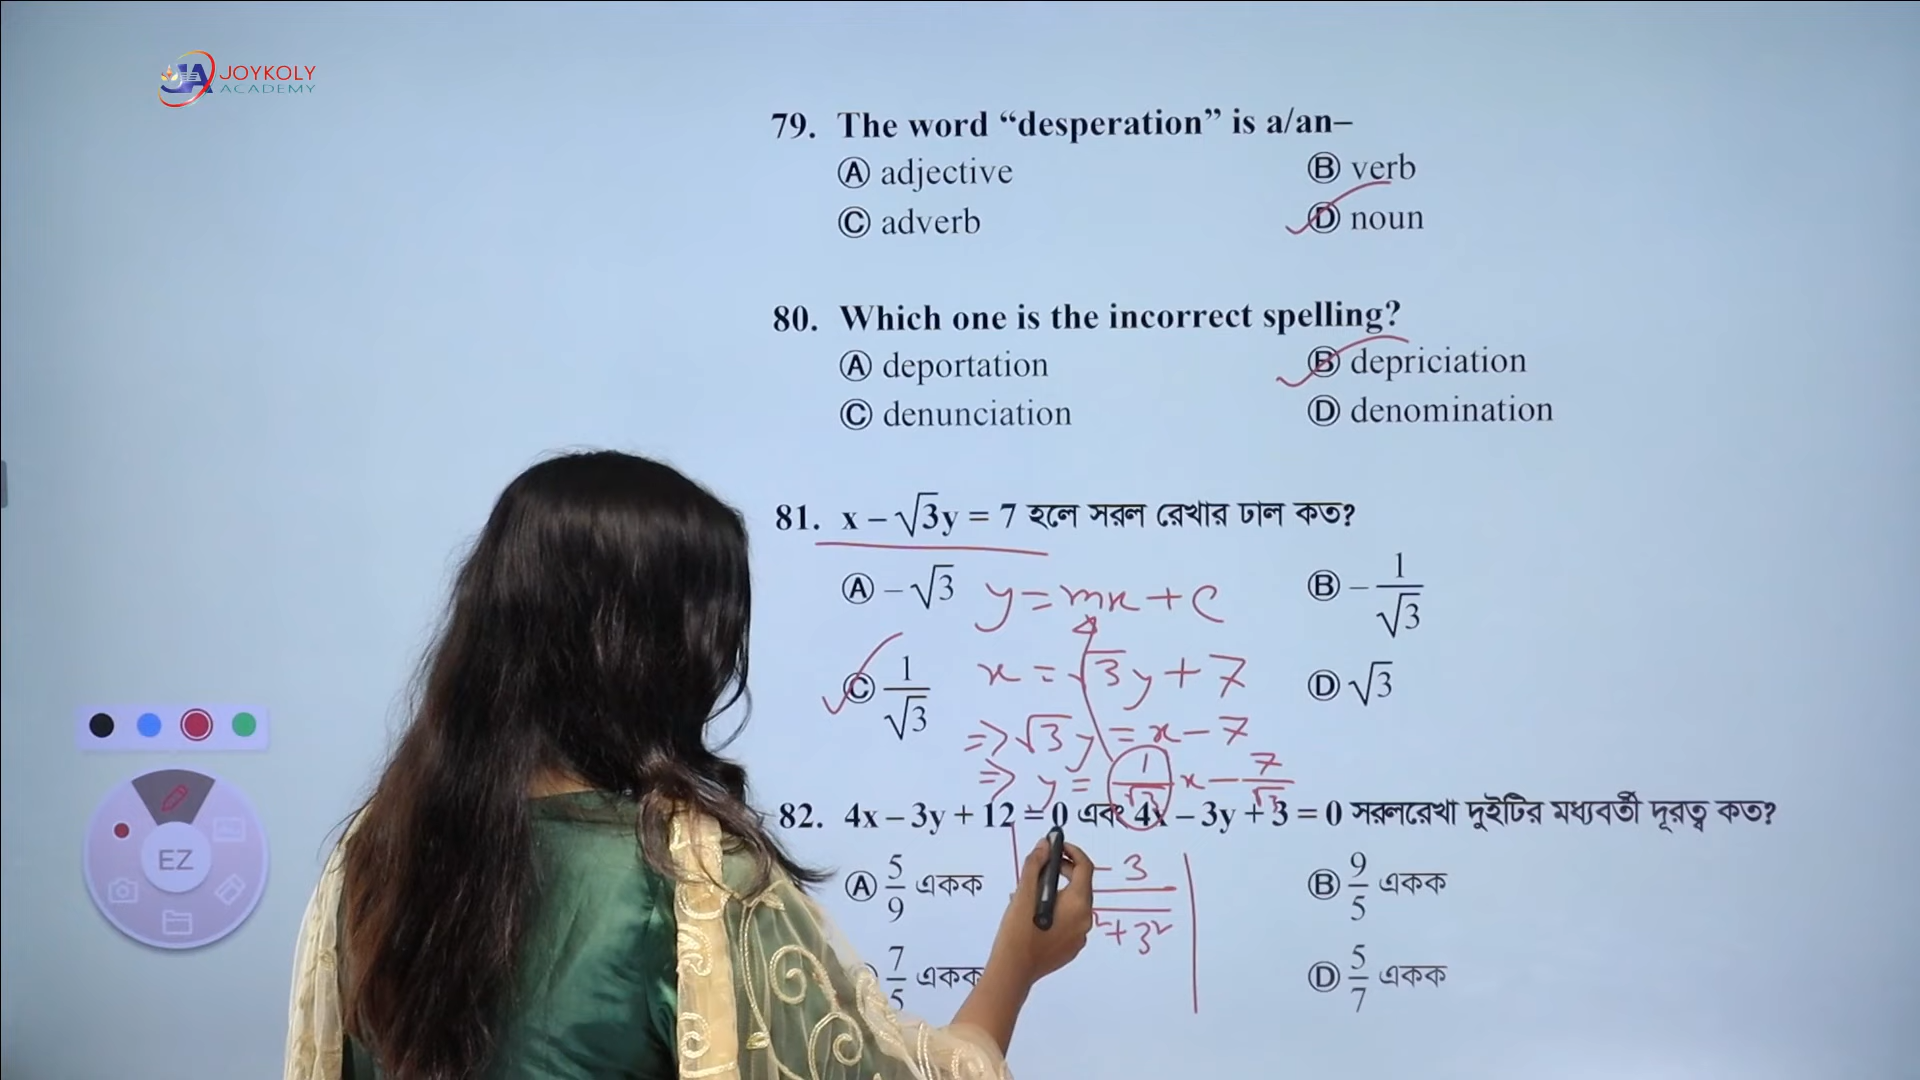 JOYKOLY
ACADEMY
79. The word “desperation” is a/an–
Ⓐ adjective Ⓑ verb
Ⓒ adverb Ⓓ noun
80. Which one is the incorrect spelling?
Ⓐ deportation Ⓑ depriciation
Ⓒ denunciation Ⓓ denomination
81. x – √3y = 7 হলে সরল রেখার ঢাল কত?
Ⓐ – √3 Ⓑ – 1/√3
y = mx + c
Ⓒ 1/√3 Ⓓ √3
x = √3y + 7
⇒ √3y = x – 7
⇒ y = 1/√3 x – 7/√3
82. 4x – 3y + 12 = 0 এবং 4x – 3y + 3 = 0 সরলরেখা দুইটির মধ্যবর্তী দূরত্ব কত?
Ⓐ 5/9 একক Ⓑ 9/5 একক
– 3
² + 3²
7/5 একক Ⓓ 5/7 একক
EZ